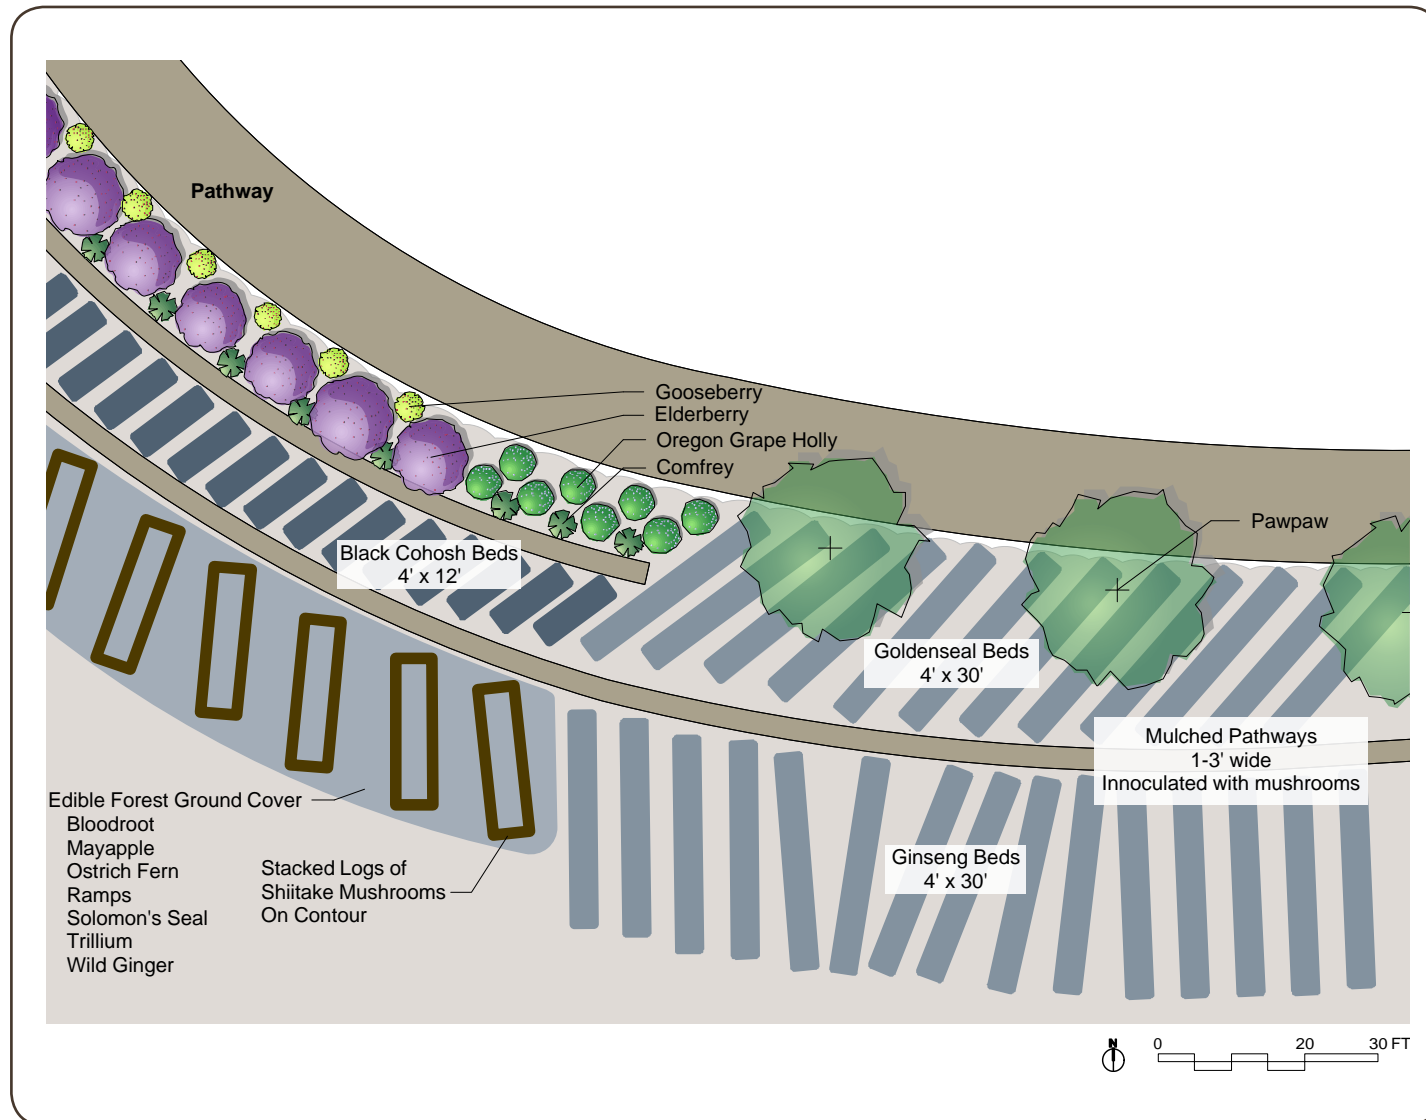 Pathway
Gooseberry
Elderberry
Oregon Grape Holly
Comfrey
Pawpaw
Black Cohosh Beds
4' x 12'
Goldenseal Beds
4' x 30'
Mulched Pathways
1-3' wide
Innoculated with mushrooms
Edible Forest Ground Cover
Bloodroot
Mayapple
Ostrich Fern
Ramps
Solomon's Seal
Trillium
Wild Ginger
Stacked Logs of
Shiitake Mushrooms
On Contour
Ginseng Beds
4' x 30'
N
0 20 30 FT